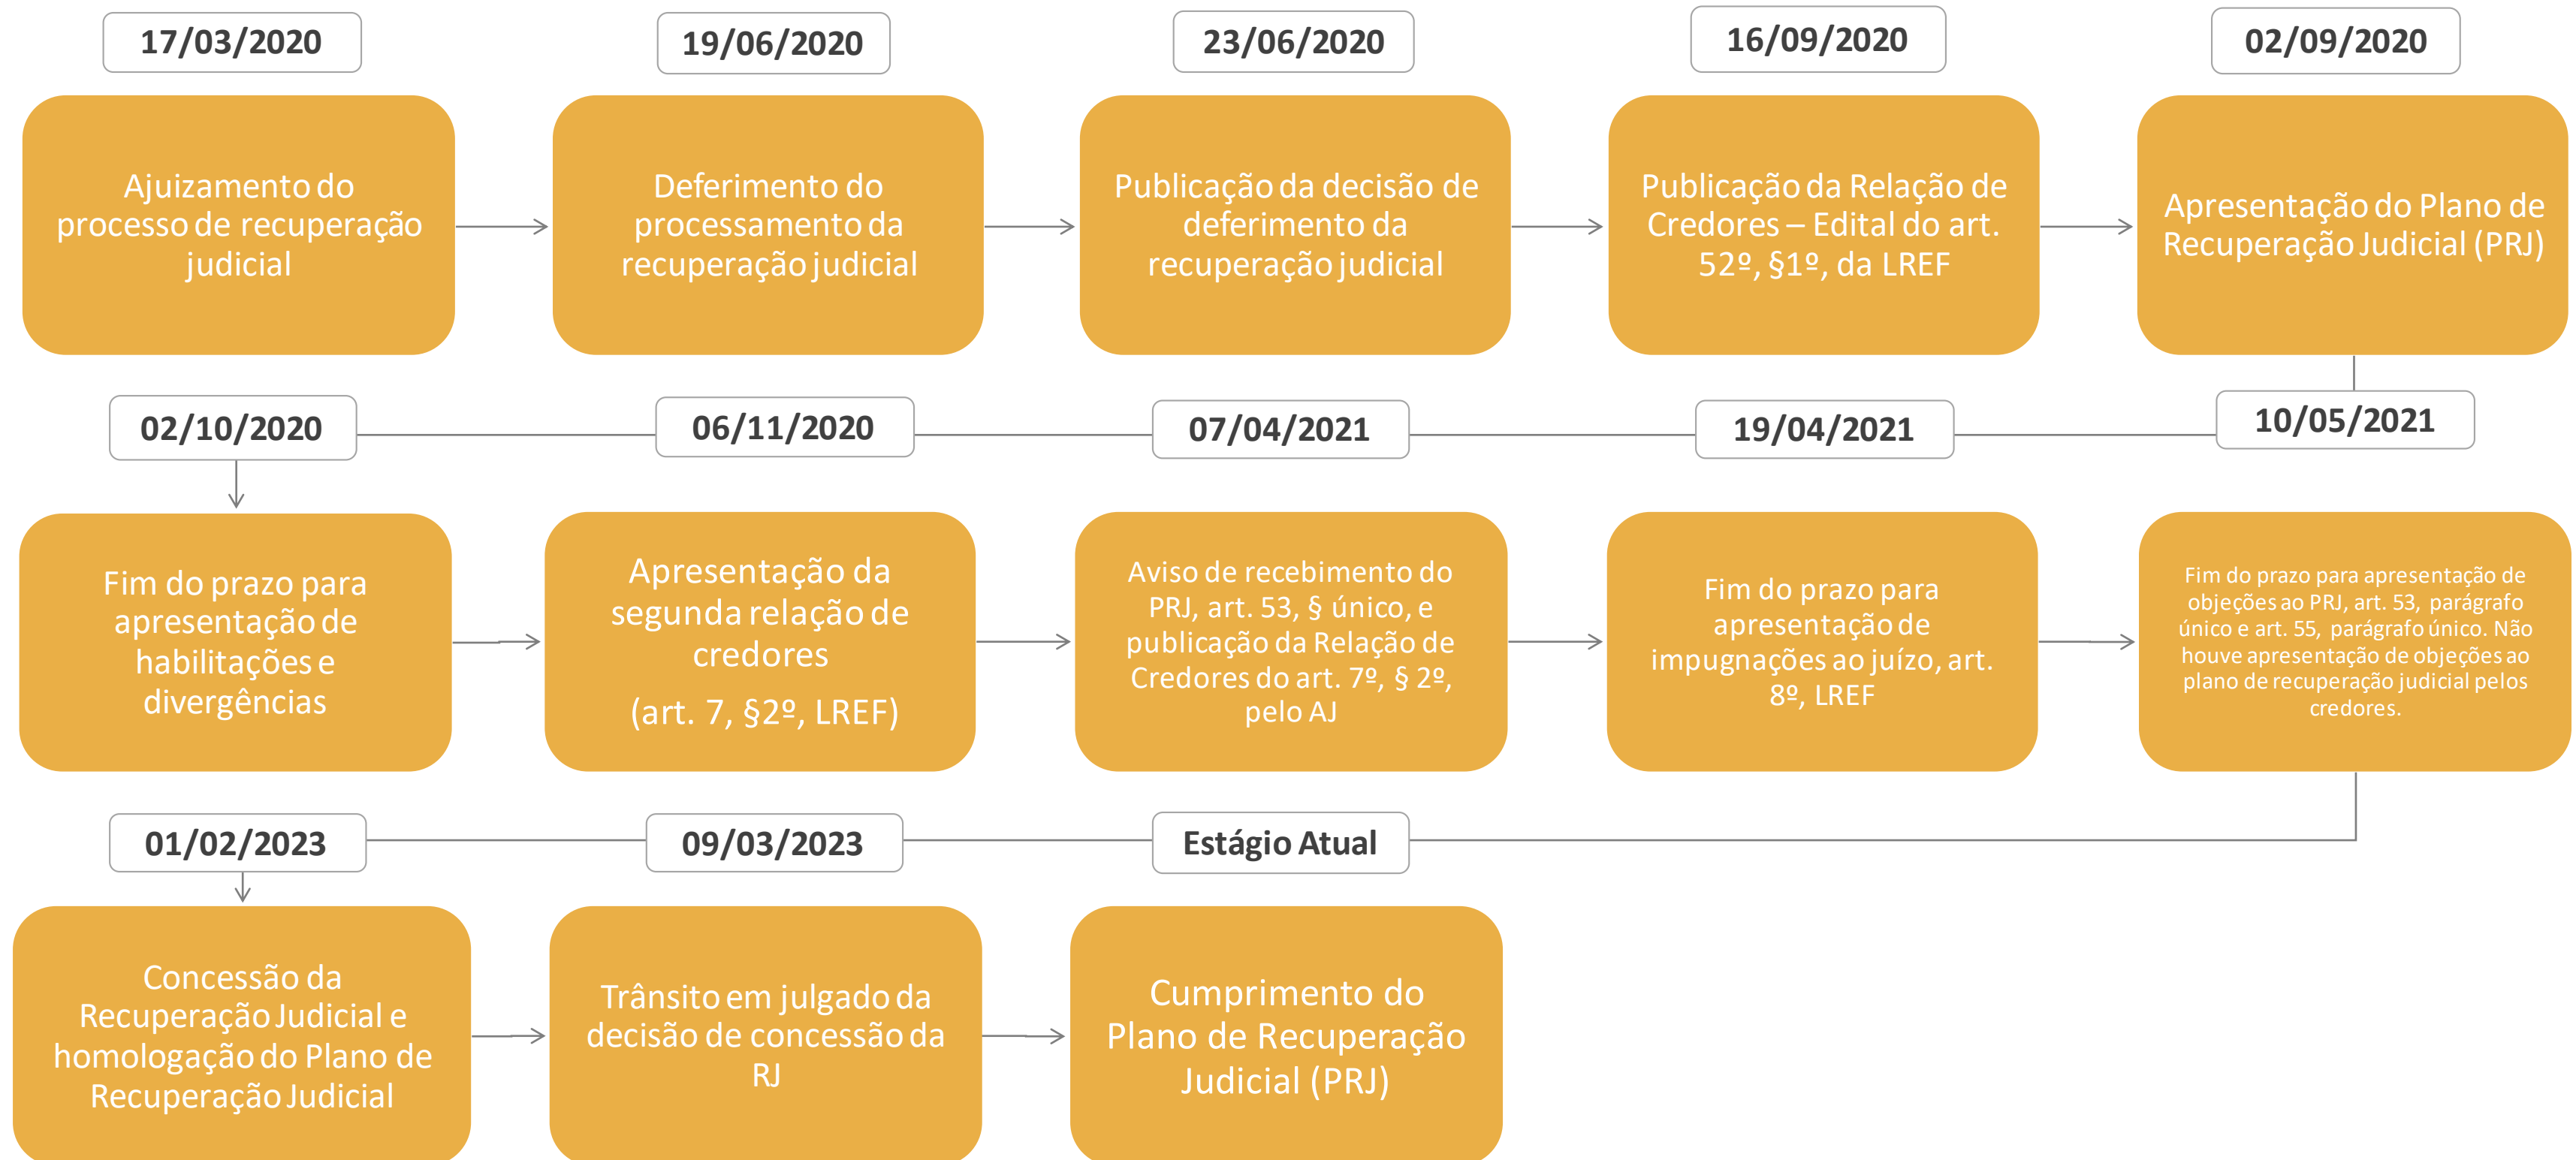 17/03/2020
Ajuizamento do
processo de recuperação
judicial
19/06/2020
Deferimento do
processamento da
recuperação judicial
23/06/2020
Publicação da decisão de
deferimento da
recuperação judicial
16/09/2020
Publicação da Relação de
Credores – Edital do art.
52º, §1º, da LREF
02/09/2020
Apresentação do Plano de
Recuperação Judicial (PRJ)
02/10/2020
Fim do prazo para
apresentação de
habilitações e
divergências
06/11/2020
Apresentação da
segunda relação de
credores
(art. 7, §2º, LREF)
07/04/2021
Aviso de recebimento do
PRJ, art. 53, § único, e
publicação da Relação de
Credores do art. 7º, § 2º,
pelo AJ
19/04/2021
Fim do prazo para
apresentação de
impugnações ao juízo, art.
8º, LREF
10/05/2021
Fim do prazo para apresentação de
objeções ao PRJ, art. 53, parágrafo
único e art. 55, parágrafo único. Não
houve apresentação de objeções ao
plano de recuperação judicial pelos
credores.
01/02/2023
Concessão da
Recuperação Judicial e
homologação do Plano de
Recuperação Judicial
09/03/2023
Trânsito em julgado da
decisão de concessão da
RJ
Estágio Atual
Cumprimento do
Plano de Recuperação
Judicial (PRJ)